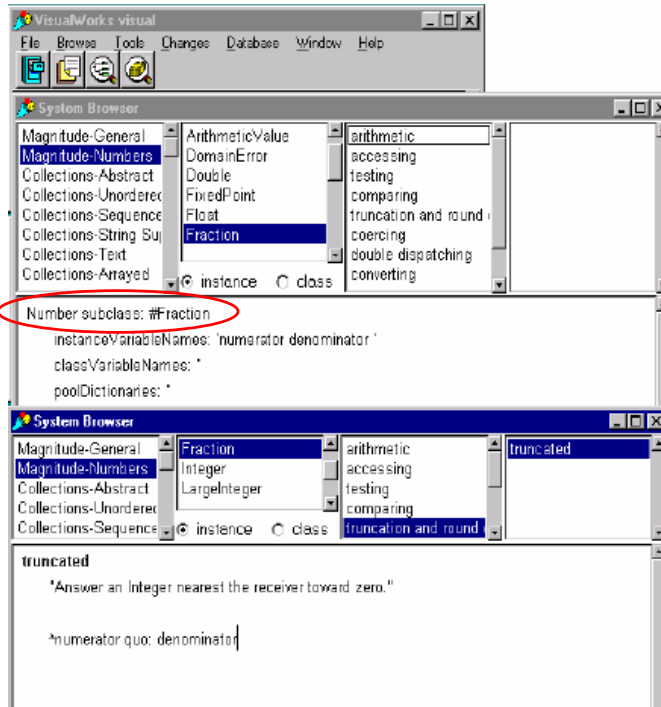 VisualWorks visual
File Browse Tools Changes Database Window Help
System Browser
Magnitude-General
Magnitude-Numbers
Collections-Abstract
Collections-Unordered
Collections-Sequence
Collections-String Su
Collections-Text
Collections-Arrayed
ArithmeticValue
DomainError
Double
FixedPoint
Float
Fraction
instance class
arithmetic
accessing
testing
comparing
truncation and round
coercing
double dispatching
converting
Number subclass: #Fraction
instanceVariableNames: 'numerator denominator '
classVariableNames: ''
poolDictionaries: ''
System Browser
Magnitude-General
Magnitude-Numbers
Collections-Abstract
Collections-Unordered
Collections-Sequence
Fraction
Integer
LargeInteger
instance class
arithmetic
accessing
testing
comparing
truncation and round
truncated
truncated
"Answer an Integer nearest the receiver toward zero."
^numerator quo: denominator